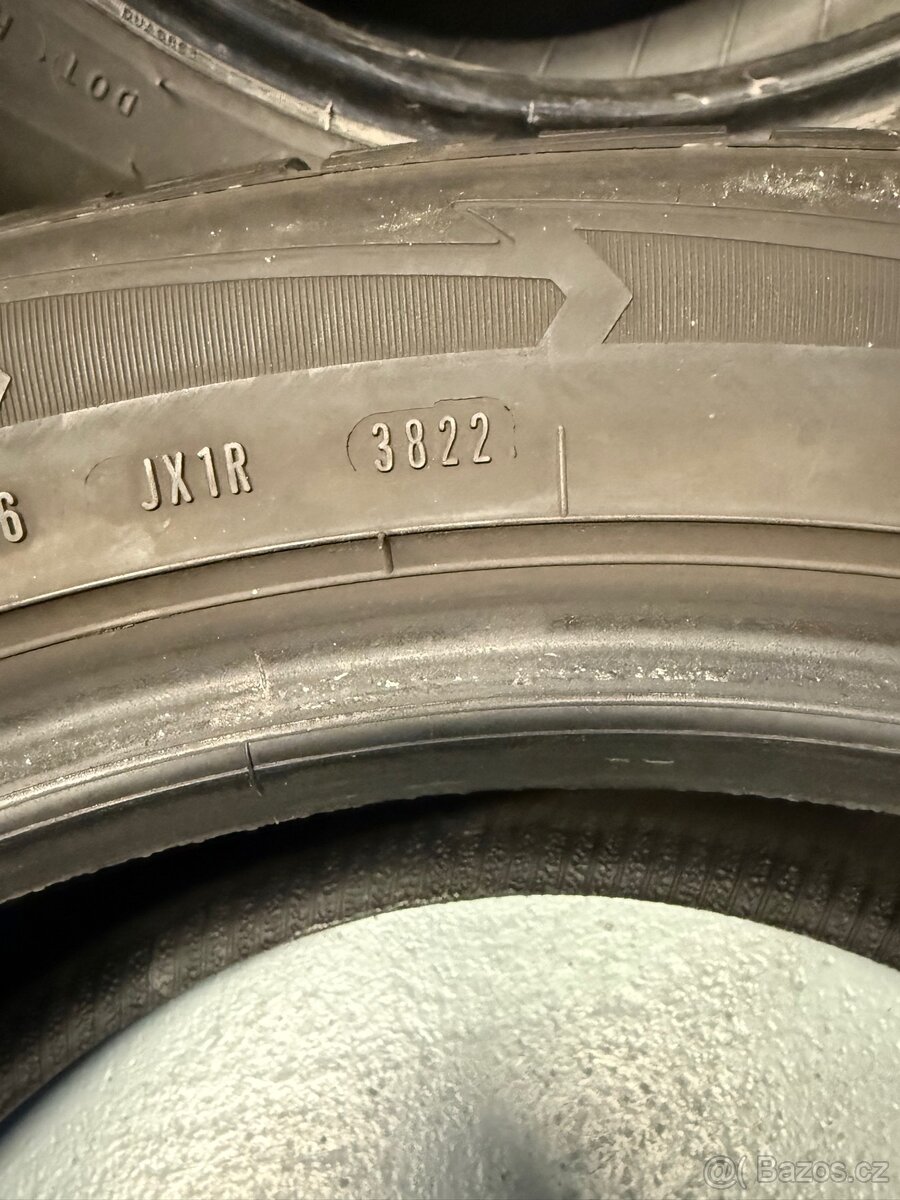 DOT
6 JX1R 3822
@( Bazos.cz